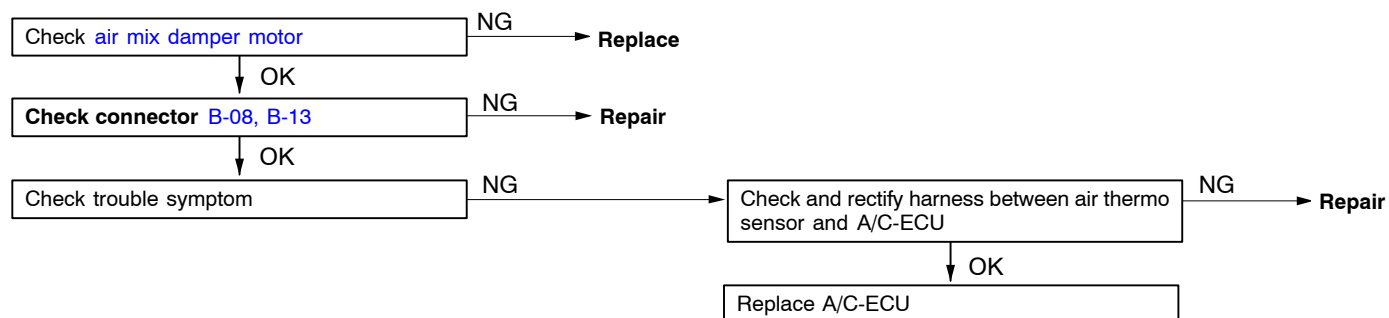 Check air mix damper motor
NG
Replace
OK
Check connector B-08, B-13
NG
Repair
OK
Check trouble symptom
NG
Check and rectify harness between air thermo
sensor and A/C-ECU
NG
Repair
OK
Replace A/C-ECU